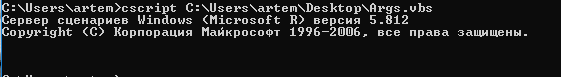 C:\Users\artem>cscript C:\Users\artem\Desktop\Args.vbs
Сервер сценариев Windows (Microsoft R) версия 5.812
Copyright (C) Корпорация Майкрософт 1996-2006, все права защищены.